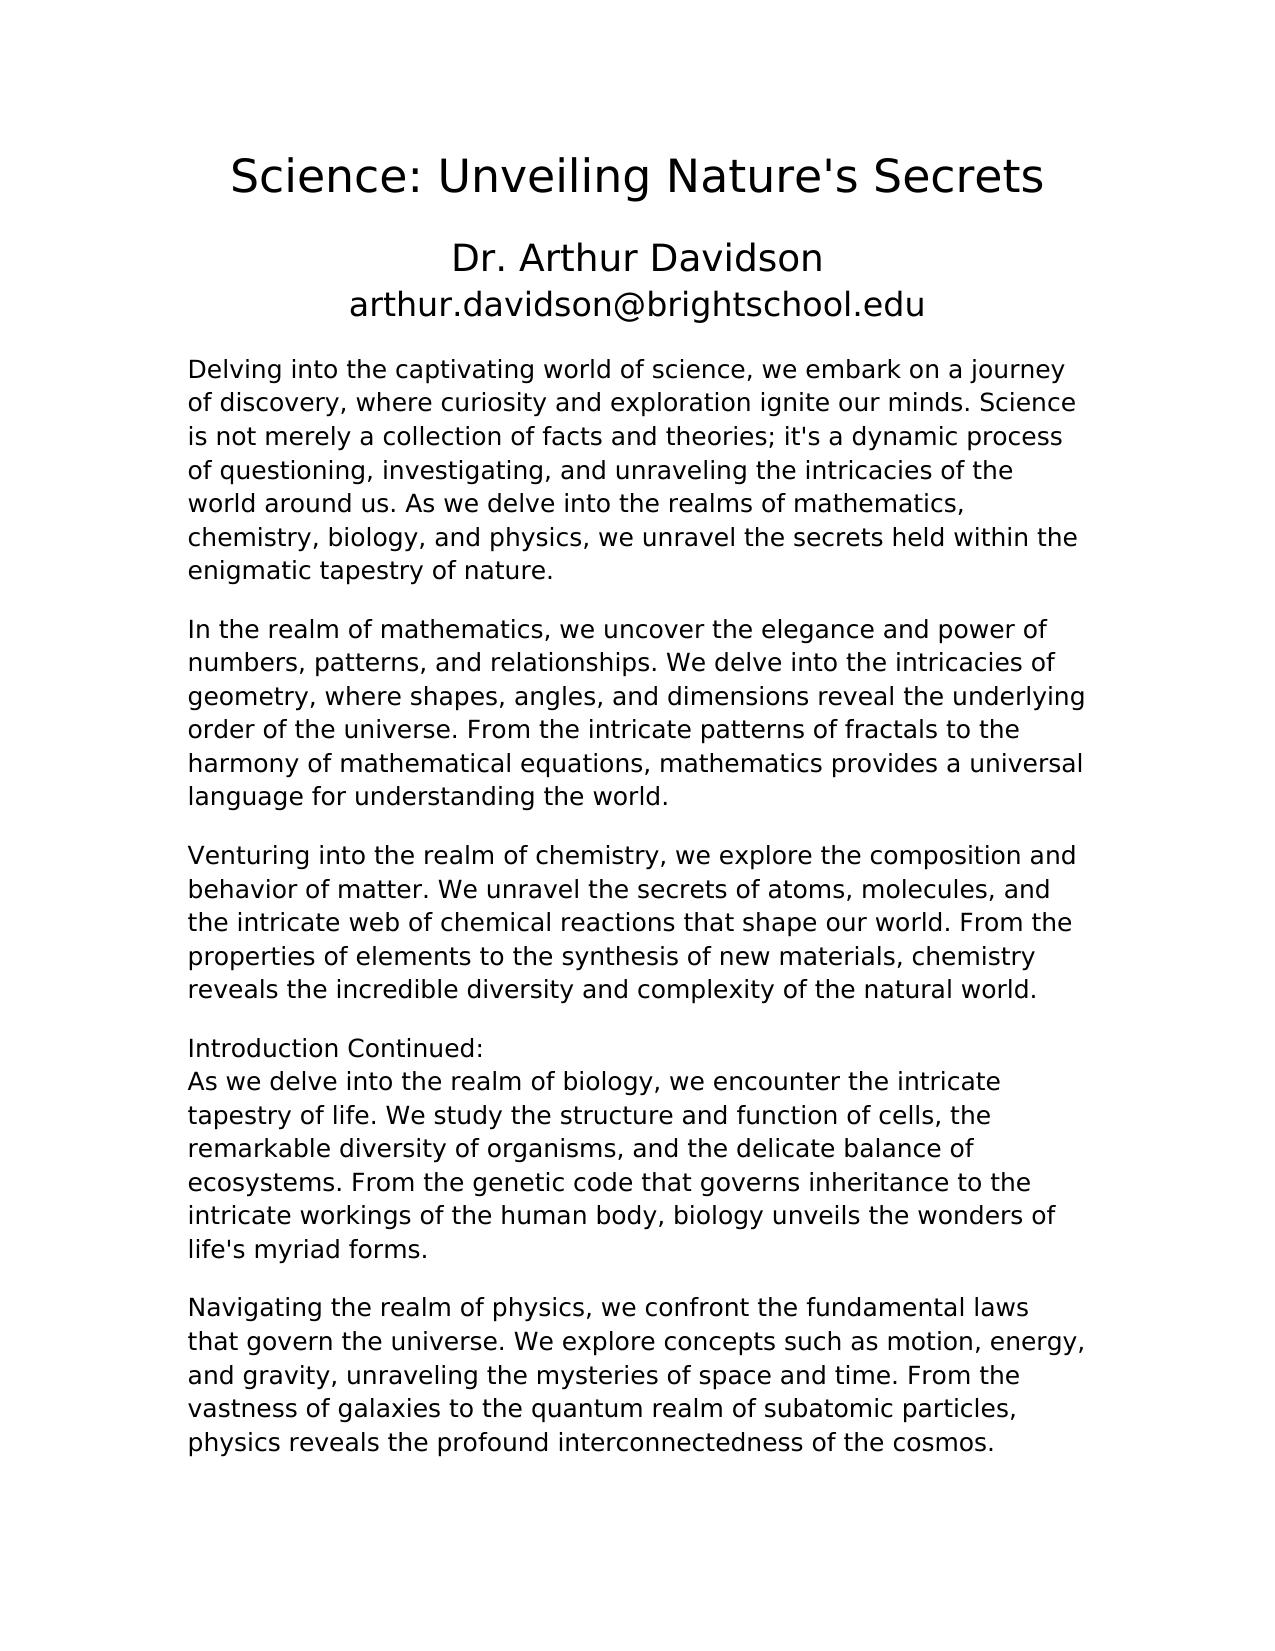 Science: Unveiling Nature's Secrets
Dr. Arthur Davidson
arthur.davidson@brightschool.edu
Delving into the captivating world of science, we embark on a journey
of discovery, where curiosity and exploration ignite our minds. Science
is not merely a collection of facts and theories; it's a dynamic process
of questioning, investigating, and unraveling the intricacies of the
world around us. As we delve into the realms of mathematics,
chemistry, biology, and physics, we unravel the secrets held within the
enigmatic tapestry of nature.
In the realm of mathematics, we uncover the elegance and power of
numbers, patterns, and relationships. We delve into the intricacies of
geometry, where shapes, angles, and dimensions reveal the underlying
order of the universe. From the intricate patterns of fractals to the
harmony of mathematical equations, mathematics provides a universal
language for understanding the world.
Venturing into the realm of chemistry, we explore the composition and
behavior of matter. We unravel the secrets of atoms, molecules, and
the intricate web of chemical reactions that shape our world. From the
properties of elements to the synthesis of new materials, chemistry
reveals the incredible diversity and complexity of the natural world.
Introduction Continued:
As we delve into the realm of biology, we encounter the intricate
tapestry of life. We study the structure and function of cells, the
remarkable diversity of organisms, and the delicate balance of
ecosystems. From the genetic code that governs inheritance to the
intricate workings of the human body, biology unveils the wonders of
life's myriad forms.
Navigating the realm of physics, we confront the fundamental laws
that govern the universe. We explore concepts such as motion, energy,
and gravity, unraveling the mysteries of space and time. From the
vastness of galaxies to the quantum realm of subatomic particles,
physics reveals the profound interconnectedness of the cosmos.